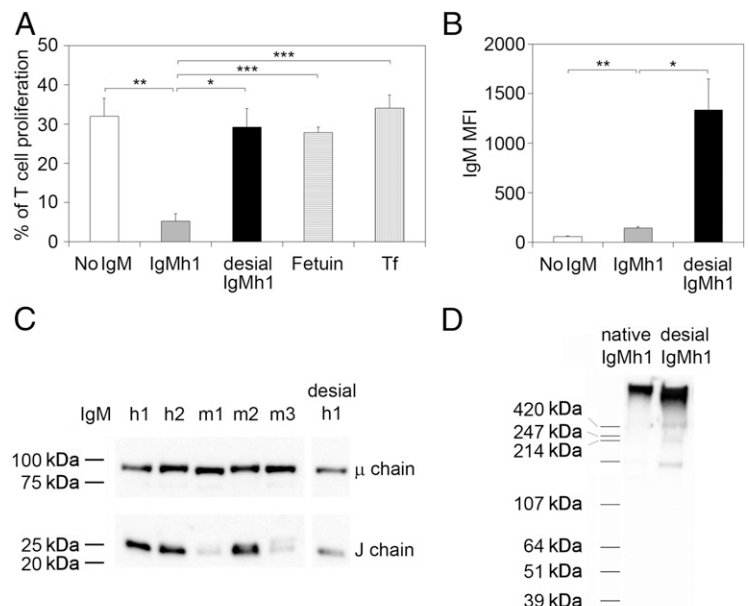 A
% of T cell proliferation
50
40
30
20
10
0
*** 
***
** *
No IgM IgMh1 desial IgMh1 Fetuin Tf
B
IgM MFI
2000
1500
1000
500
0
** *
No IgM IgMh1 desial IgMh1
C
desial
IgM h1 h2 m1 m2 m3 h1
100 kDa
75 kDa
μ chain
25 kDa
20 kDa
J chain
D
native desial
IgMh1 IgMh1
420 kDa
247 kDa
214 kDa
107 kDa
64 kDa
51 kDa
39 kDa